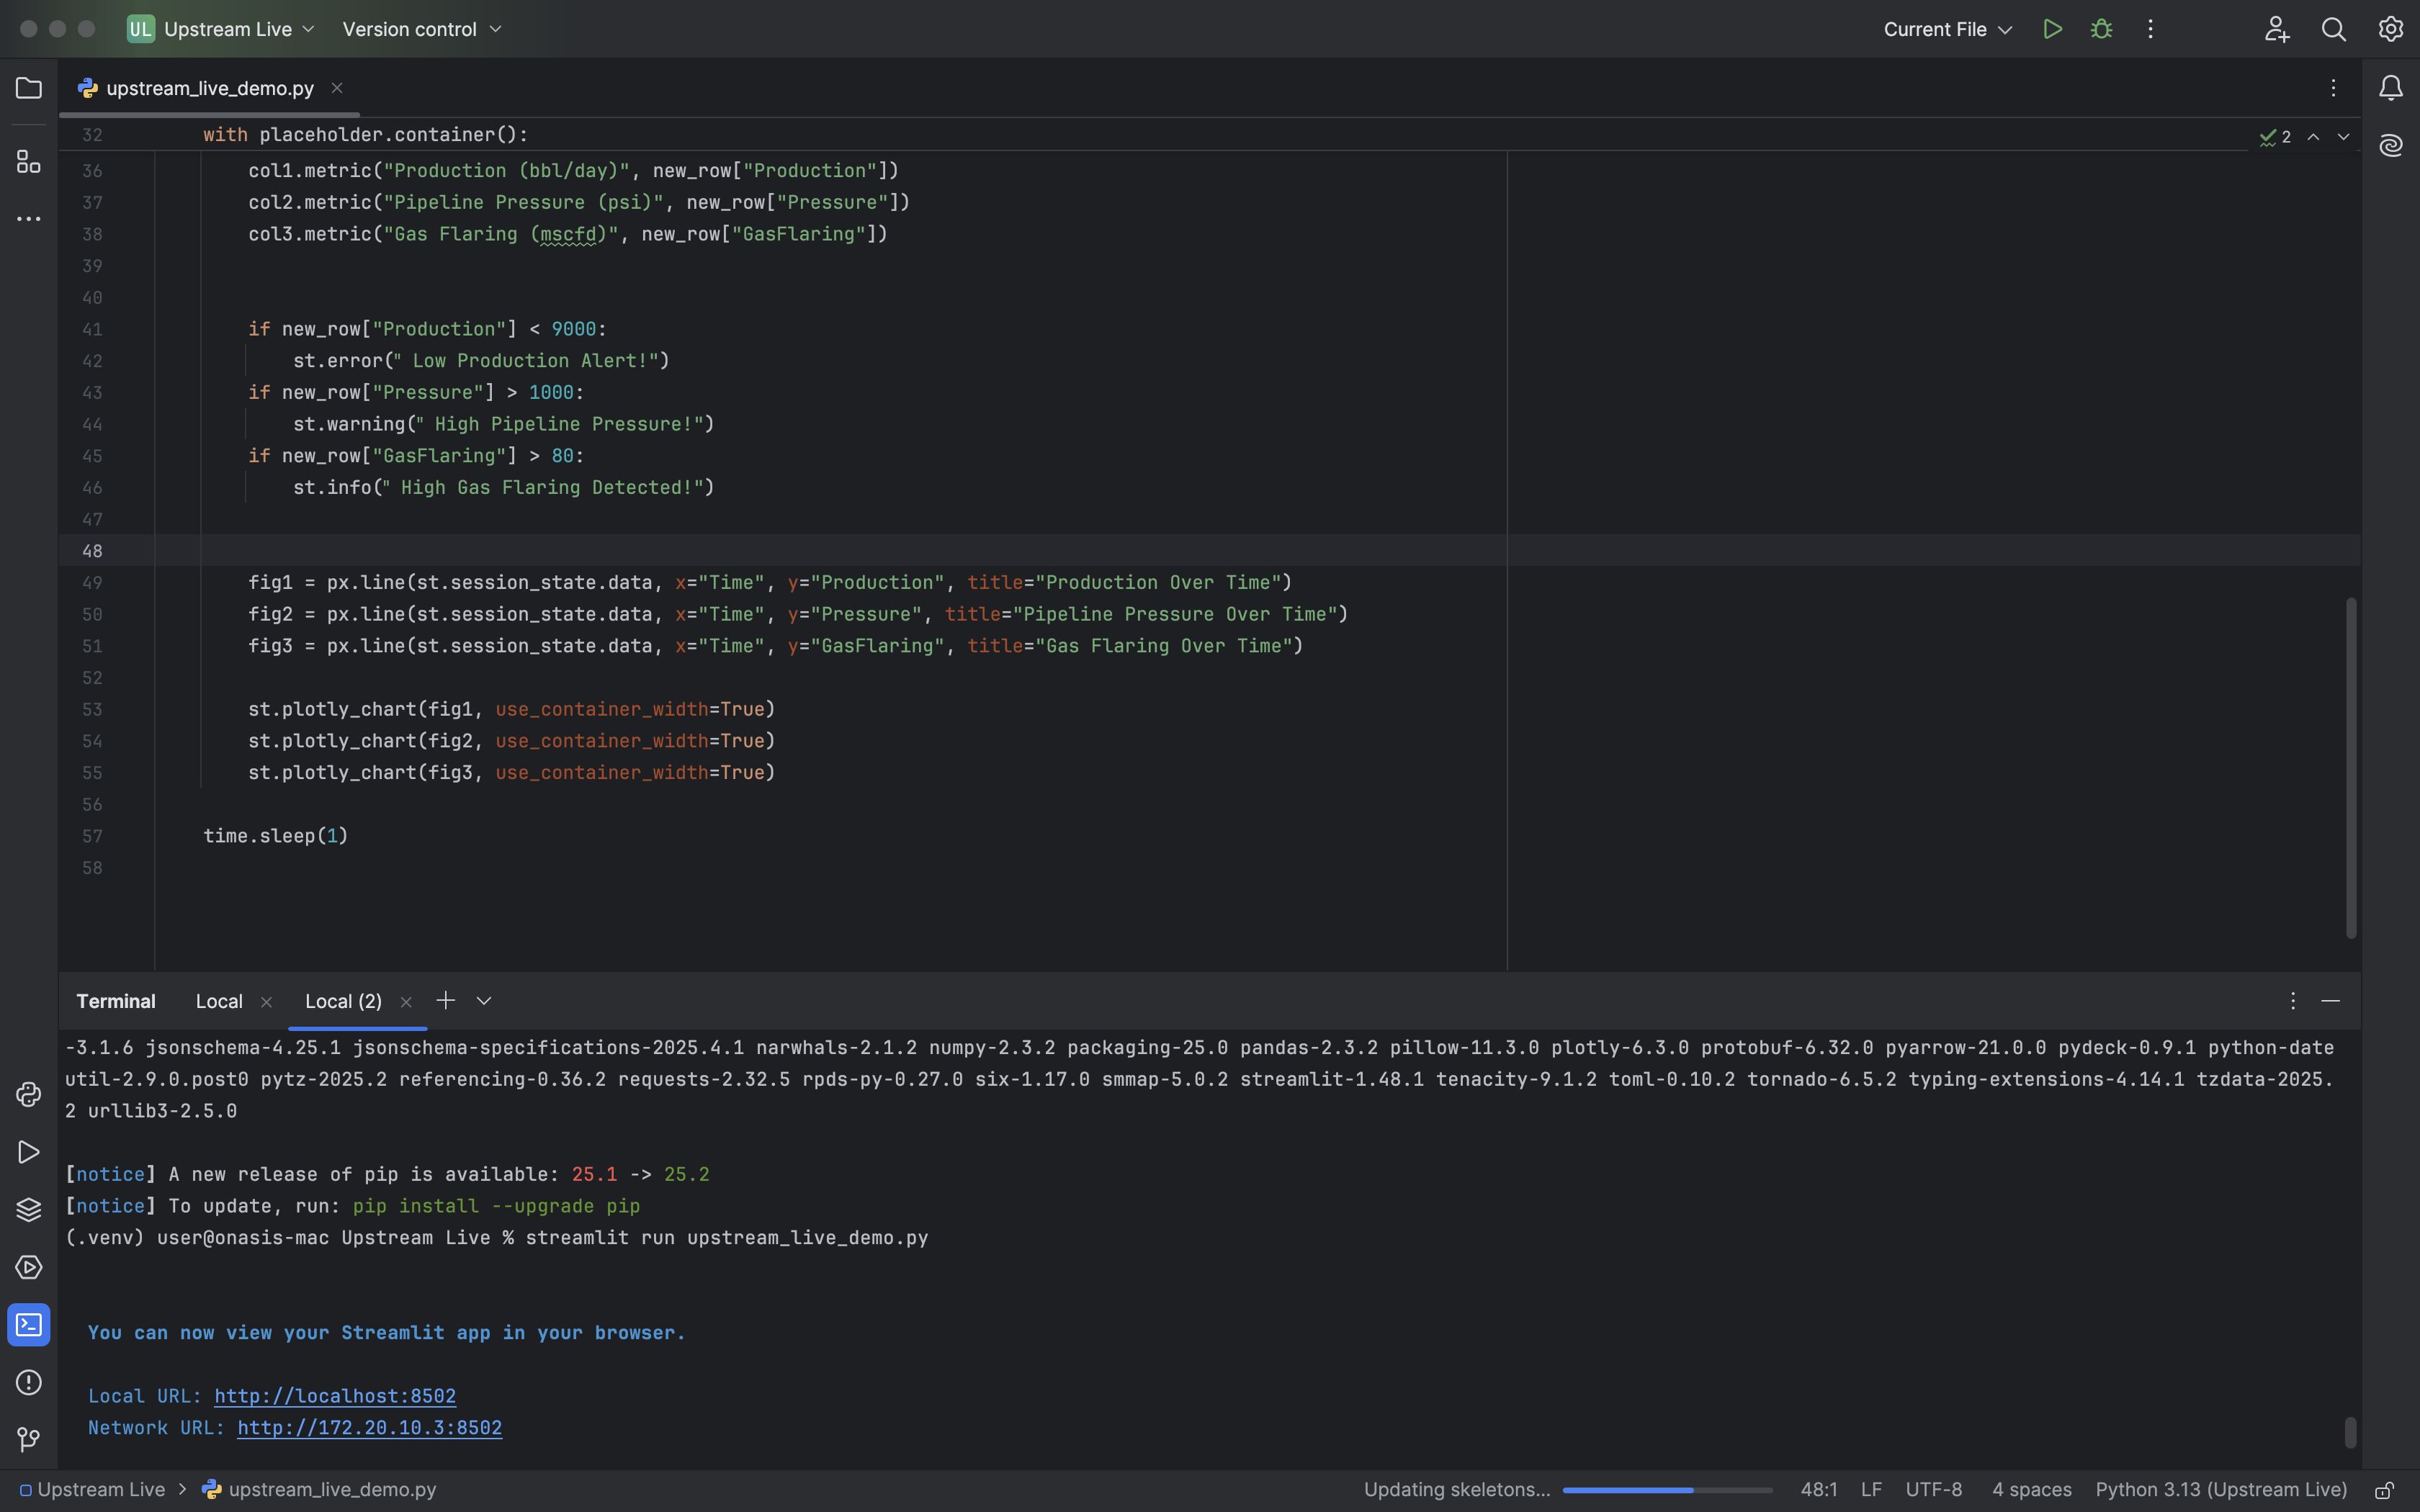 UL Upstream Live Version control Current File
upstream_live_demo.py
32 with placeholder.container(): 2
36 col1.metric("Production (bbl/day)", new_row["Production"])
37 col2.metric("Pipeline Pressure (psi)", new_row["Pressure"])
38 col3.metric("Gas Flaring (mscfd)", new_row["GasFlaring"])
39
40
41 if new_row["Production"] < 9000:
42 st.error(" Low Production Alert!")
43 if new_row["Pressure"] > 1000:
44 st.warning(" High Pipeline Pressure!")
45 if new_row["GasFlaring"] > 80:
46 st.info(" High Gas Flaring Detected!")
47
48
49 fig1 = px.line(st.session_state.data, x="Time", y="Production", title="Production Over Time")
50 fig2 = px.line(st.session_state.data, x="Time", y="Pressure", title="Pipeline Pressure Over Time")
51 fig3 = px.line(st.session_state.data, x="Time", y="GasFlaring", title="Gas Flaring Over Time")
52
53 st.plotly_chart(fig1, use_container_width=True)
54 st.plotly_chart(fig2, use_container_width=True)
55 st.plotly_chart(fig3, use_container_width=True)
56
57 time.sleep(1)
58
Terminal Local Local (2)
-3.1.6 jsonschema-4.25.1 jsonschema-specifications-2025.4.1 narwhals-2.1.2 numpy-2.3.2 packaging-25.0 pandas-2.3.2 pillow-11.3.0 plotly-6.3.0 protobuf-6.32.0 pyarrow-21.0.0 pydeck-0.9.1 python-date
util-2.9.0.post0 pytz-2025.2 referencing-0.36.2 requests-2.32.5 rpds-py-0.27.0 six-1.17.0 smmap-5.0.2 streamlit-1.48.1 tenacity-9.1.2 toml-0.10.2 tornado-6.5.2 typing-extensions-4.14.1 tzdata-2025.
2 urllib3-2.5.0
[notice] A new release of pip is available: 25.1 -> 25.2
[notice] To update, run: pip install --upgrade pip
(.venv) user@onasis-mac Upstream Live % streamlit run upstream_live_demo.py
You can now view your Streamlit app in your browser.
Local URL: http://localhost:8502
Network URL: http://172.20.10.3:8502
Upstream Live > upstream_live_demo.py Updating skeletons... 48:1 LF UTF-8 4 spaces Python 3.13 (Upstream Live)